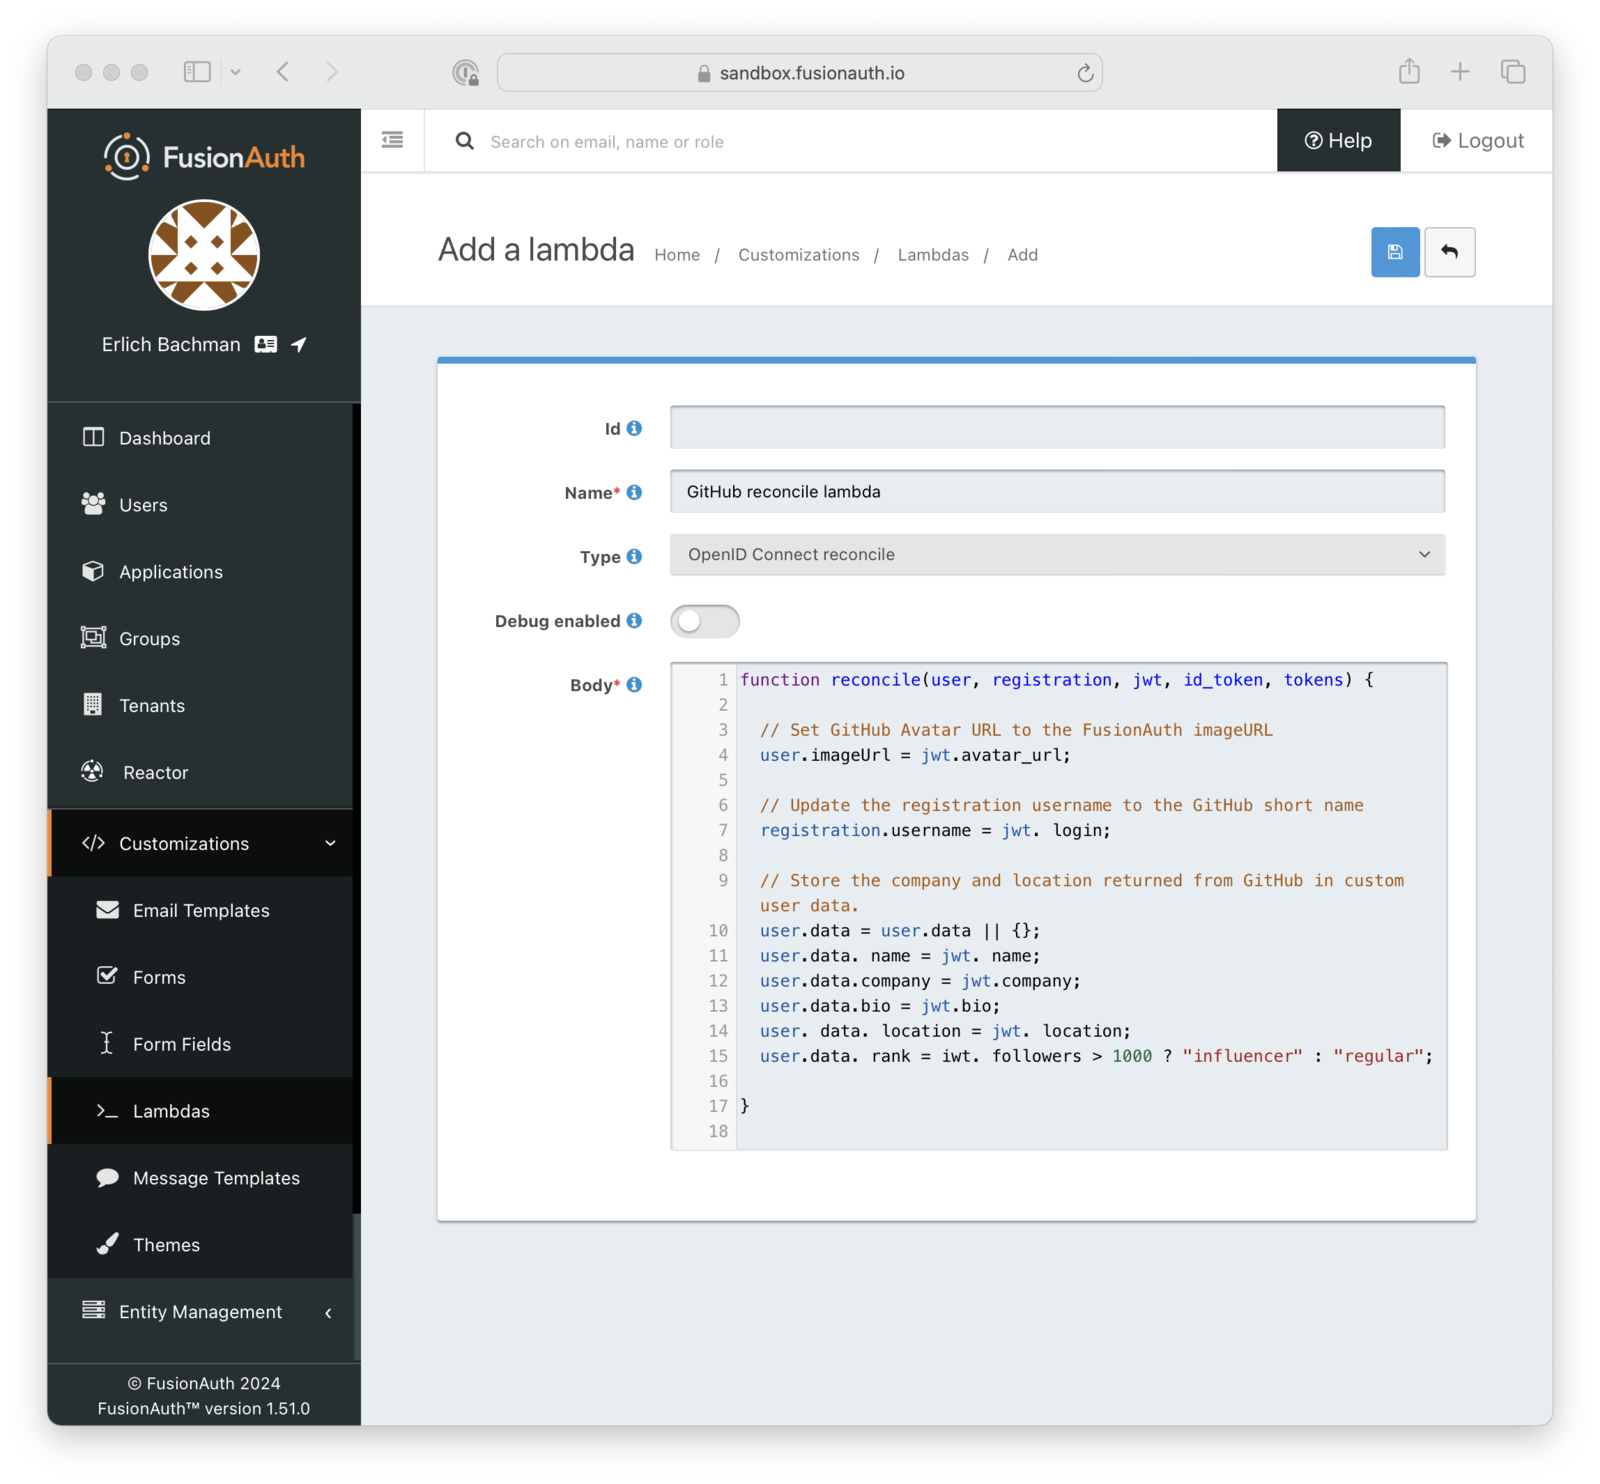 sandbox.fusionauth.io
FusionAuth
Search on email, name or role
Help
Logout
Erlich Bachman
Add a lambda
Home / Customizations / Lambdas / Add
Dashboard
Users
Applications
Groups
Tenants
Reactor
Customizations
Email Templates
Forms
Form Fields
Lambdas
Message Templates
Themes
Entity Management
© FusionAuth 2024
FusionAuth™ version 1.51.0
Id
Name* GitHub reconcile lambda
Type OpenID Connect reconcile
Debug enabled
Body*
1 function reconcile(user, registration, jwt, id_token, tokens) {
2
3 // Set GitHub Avatar URL to the FusionAuth imageURL
4 user.imageUrl = jwt.avatar_url;
5
6 // Update the registration username to the GitHub short name
7 registration.username = jwt. login;
8
9 // Store the company and location returned from GitHub in custom
user data.
10 user.data = user.data || {};
11 user.data. name = jwt. name;
12 user.data.company = jwt.company;
13 user.data.bio = jwt.bio;
14 user. data. location = jwt. location;
15 user.data. rank = iwt. followers > 1000 ? "influencer" : "regular";
16
17 }
18